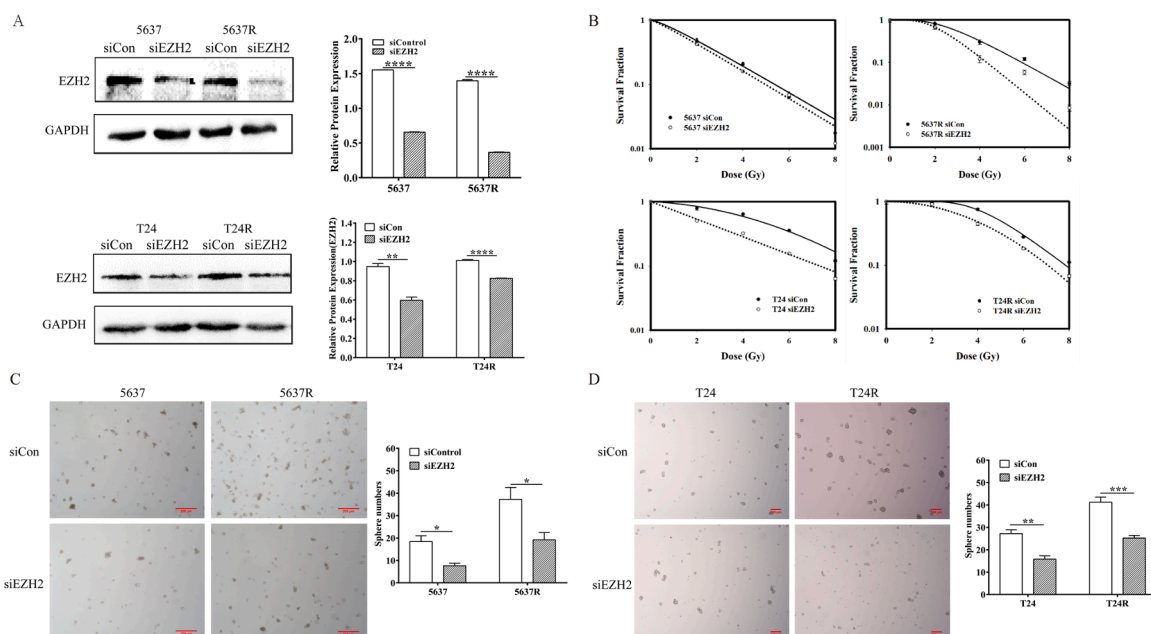 A
5637 5637R
siCon siEZH2 siCon siEZH2
EZH2
GAPDH
siControl
siEZH2
Relative Protein Expression
2.0
1.5
1.0
0.5
0.0
**** ****
5637 5637R
T24 T24R
siCon siEZH2 siCon siEZH2
EZH2
GAPDH
siCon
siEZH2
Relative Protein Expression(EZH2)
1.4
1.2
1.0
0.8
0.6
0.4
0.2
0.0
** ****
T24 T24R
B
Survival Fraction
1
0.1
0.01
5637 siCon
5637 siEZH2
0 2 4 6 8
Dose (Gy)
Survival Fraction
1
0.1
0.01
0.001
5637R siCon
5637R siEZH2
0 2 4 6 8
Dose (Gy)
Survival Fraction
1
0.1
0.01
T24 siCon
T24 siEZH2
0 2 4 6 8
Dose (Gy)
Survival Fraction
1
0.1
0.01
T24R siCon
T24R siEZH2
0 2 4 6 8
Dose (Gy)
C
5637 5637R
siCon
siEZH2
siControl
siEZH2
Sphere numbers
60
50
40
30
20
10
0
* *
5637 5637R
D
T24 T24R
siCon
siEZH2
siCon
siEZH2
Sphere numbers
60
50
40
30
20
10
0
** ***
T24 T24R